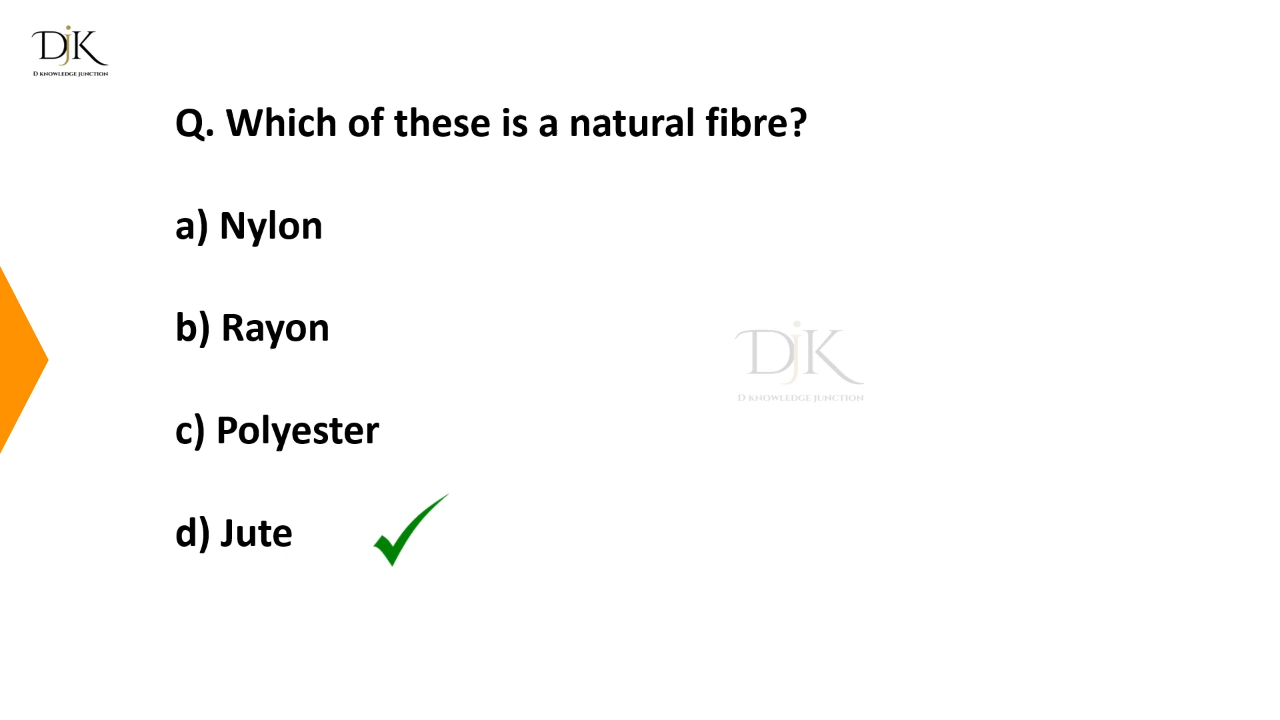 DjK
D KNOWLEDGE JUNCTION
Q. Which of these is a natural fibre?
a) Nylon
b) Rayon
DjK
D KNOWLEDGE JUNCTION
c) Polyester
d) Jute